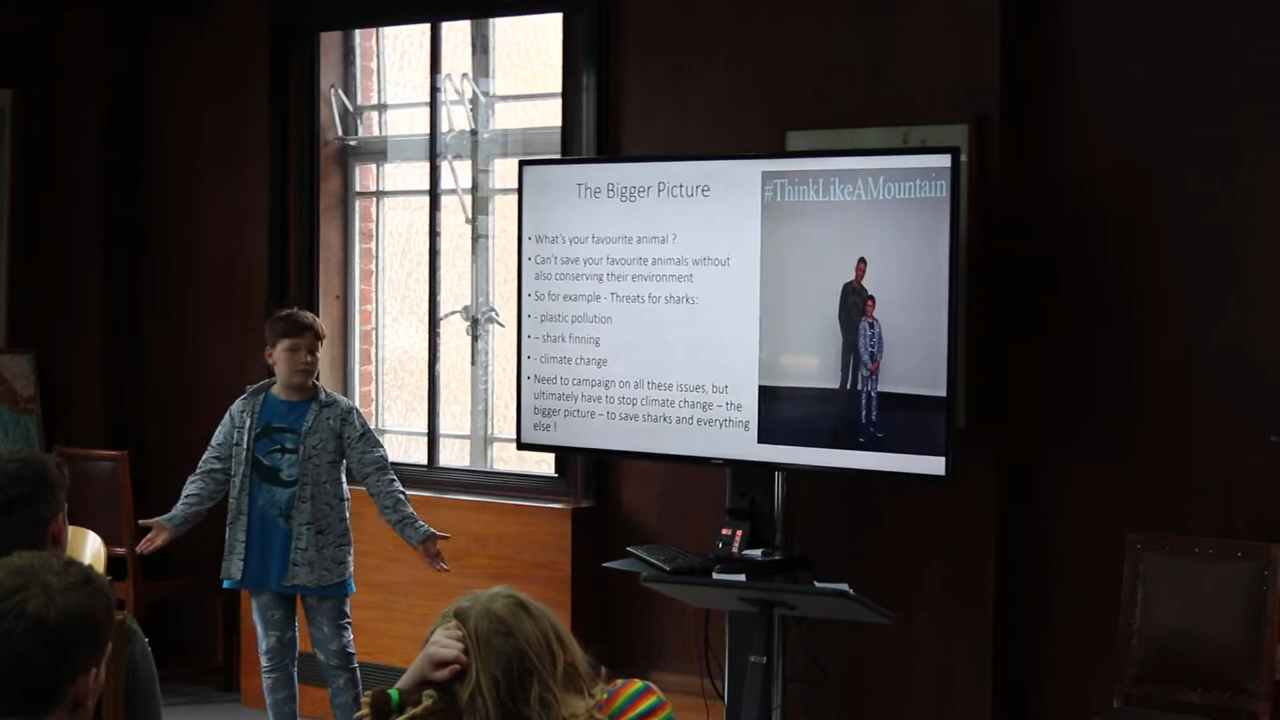 The Bigger Picture
• What's your favourite animal ?
• Can't save your favourite animals without
also conserving their environment
• So for example - Threats for sharks:
• - plastic pollution
• – shark finning
• - climate change
• Need to campaign on all these issues, but
ultimately have to stop climate change – the
bigger picture – to save sharks and everything
else !
#ThinkLikeAMountain